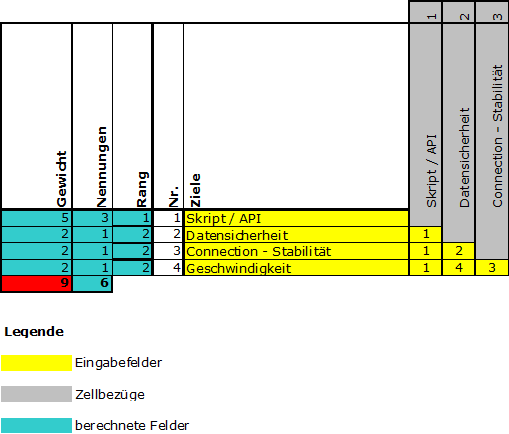 1 2 3
Gewicht Nennungen Rang Nr. Ziele Skript / API Datensicherheit Connection - Stabilität
5 3 1 1 Skript / API
2 1 2 2 Datensicherheit 1
2 1 2 3 Connection - Stabilität 1 2
2 1 2 4 Geschwindigkeit 1 4 3
9 6
Legende
Eingabefelder
Zellbezüge
berechnete Felder